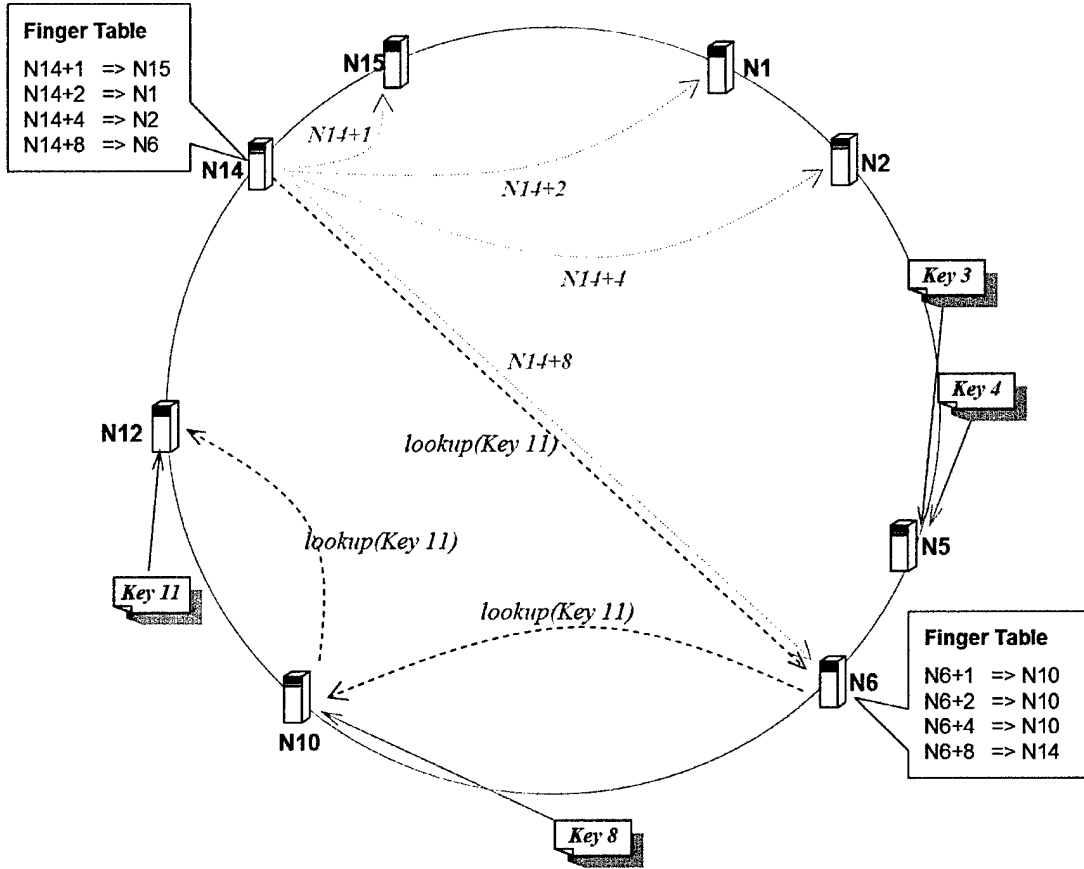 Finger Table
N14+1 => N15
N14+2 => N1
N14+4 => N2
N14+8 => N6
N15
N1
N14+1
N14
N2
N14+2
N14+4
Key 3
N14+8
Key 4
N12
lookup(Key 11)
lookup(Key 11)
N5
Key 11
lookup(Key 11)
Finger Table
N6+1 => N10
N6+2 => N10
N6+4 => N10
N6+8 => N14
N6
N10
Key 8